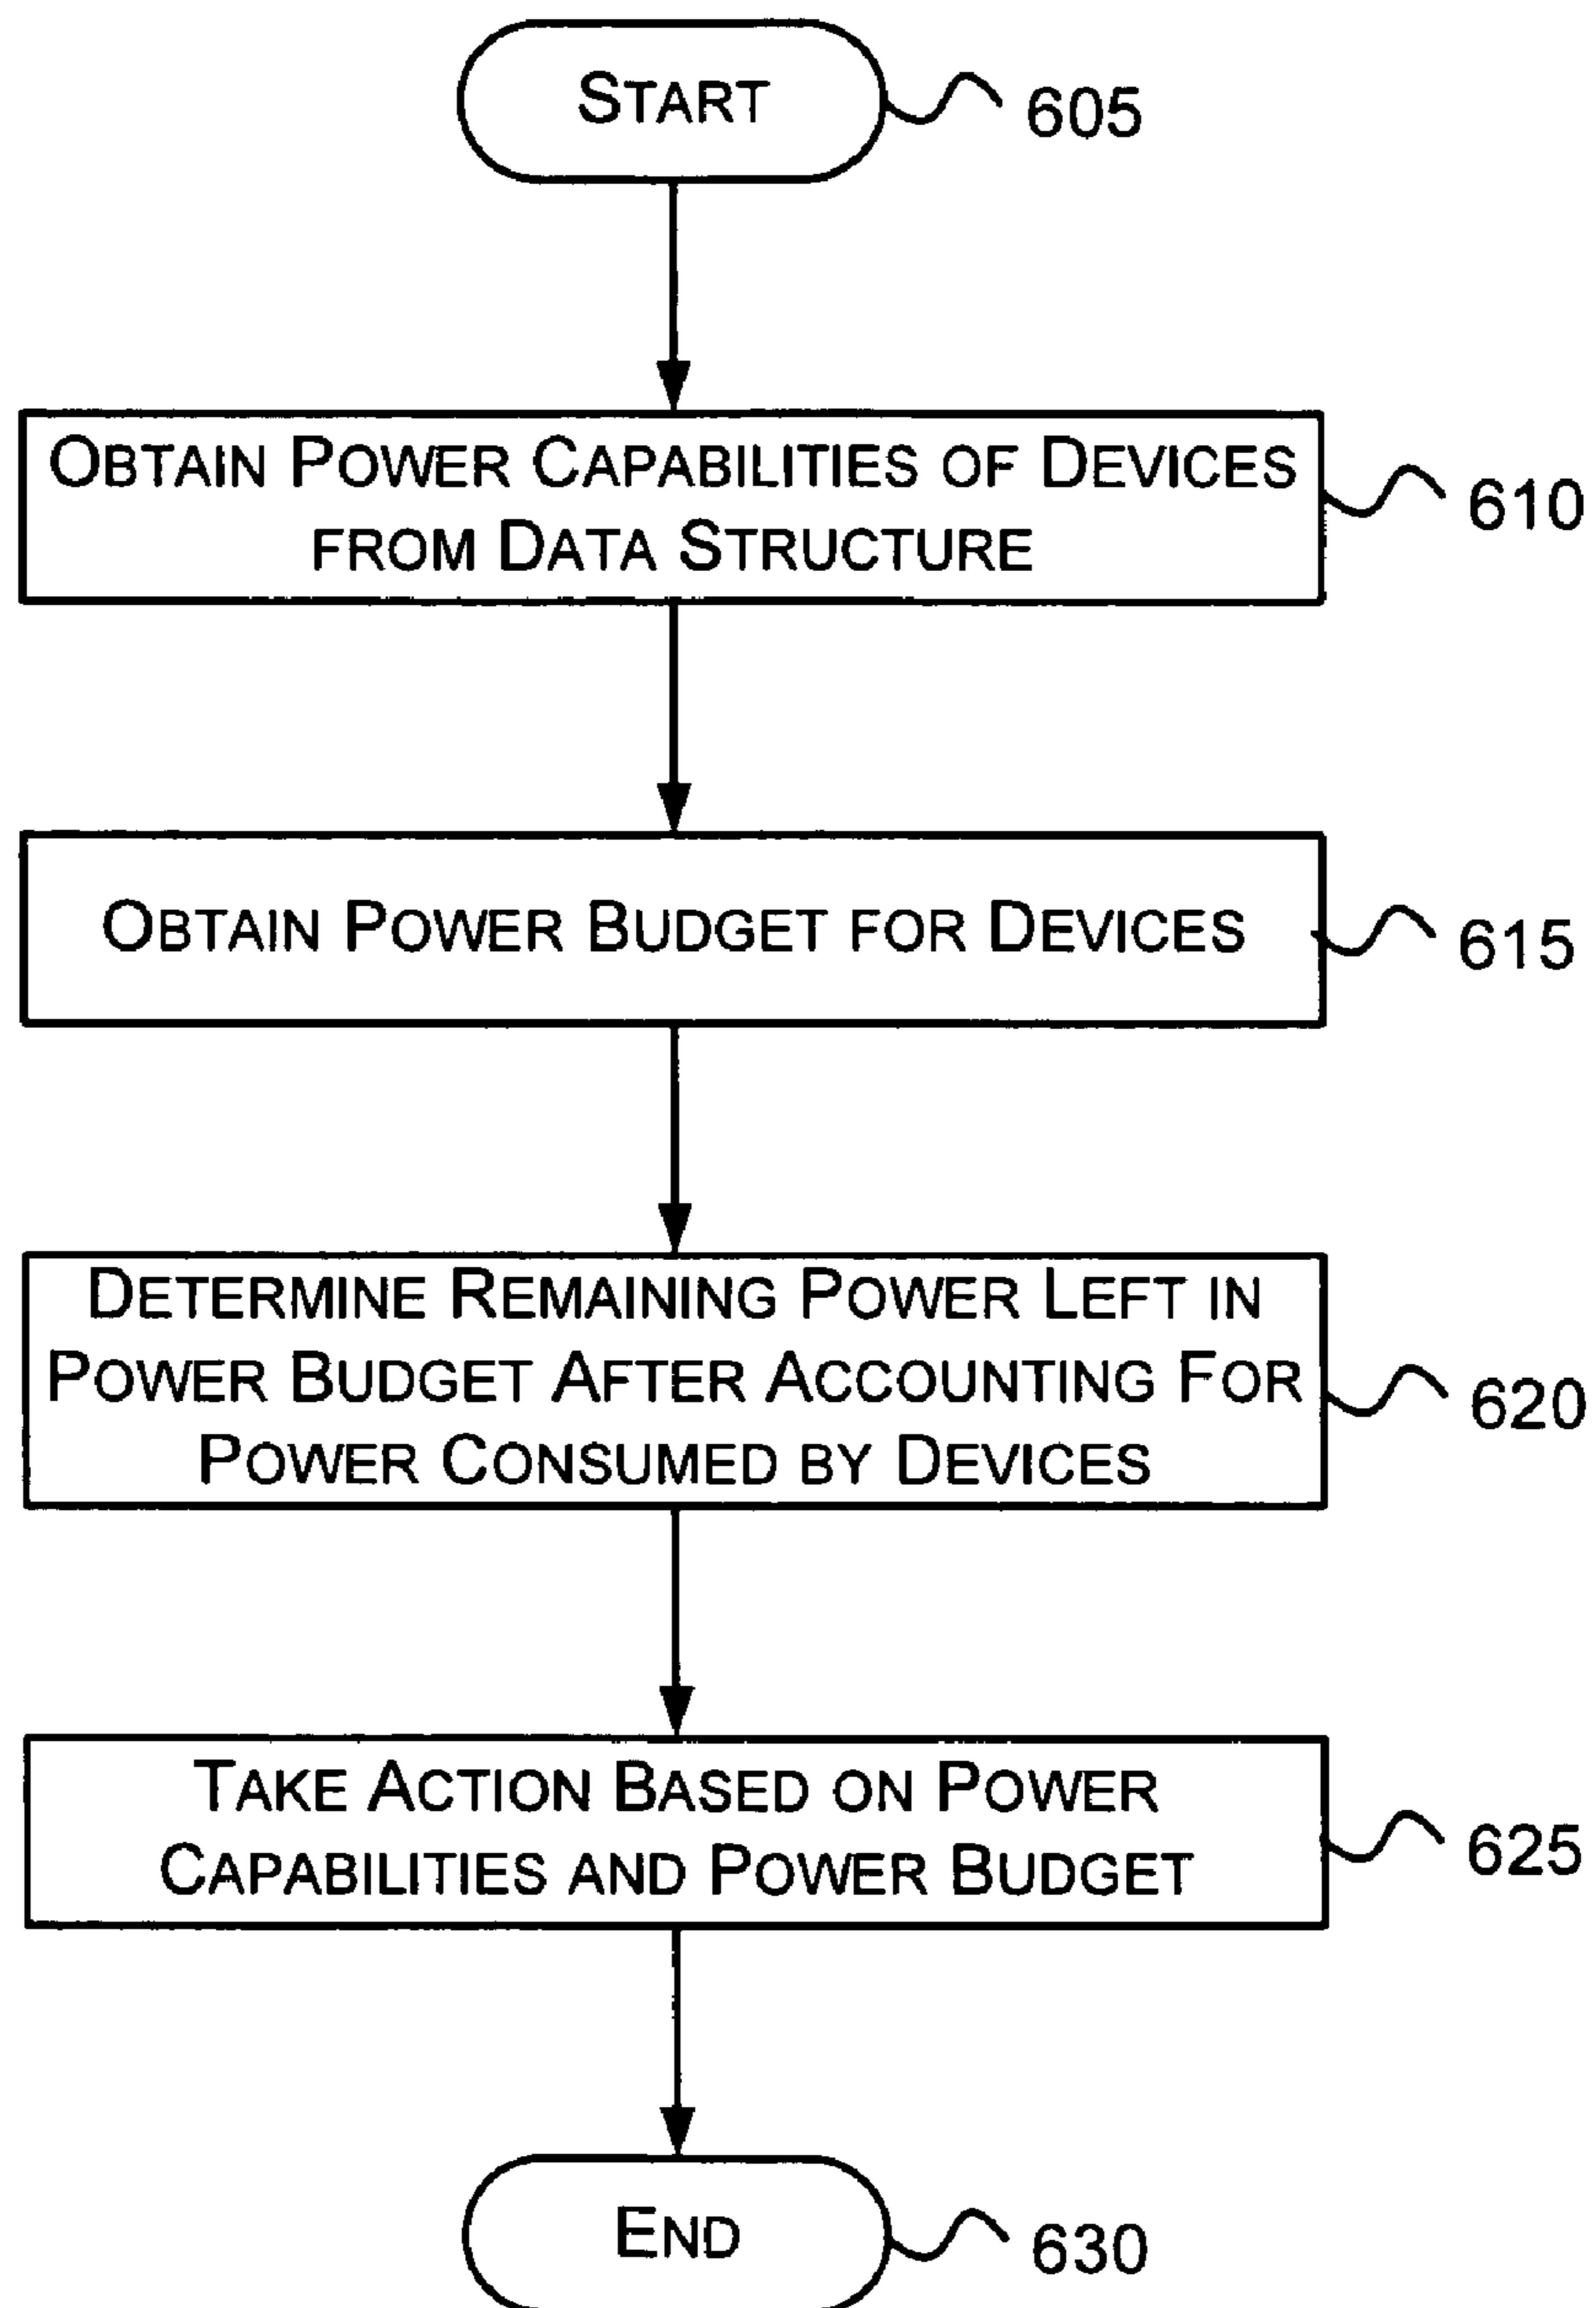 START
605
OBTAIN POWER CAPABILITIES OF DEVICES
FROM DATA STRUCTURE
610
OBTAIN POWER BUDGET FOR DEVICES
615
DETERMINE REMAINING POWER LEFT IN
POWER BUDGET AFTER ACCOUNTING FOR
POWER CONSUMED BY DEVICES
620
TAKE ACTION BASED ON POWER
CAPABILITIES AND POWER BUDGET
625
END
630